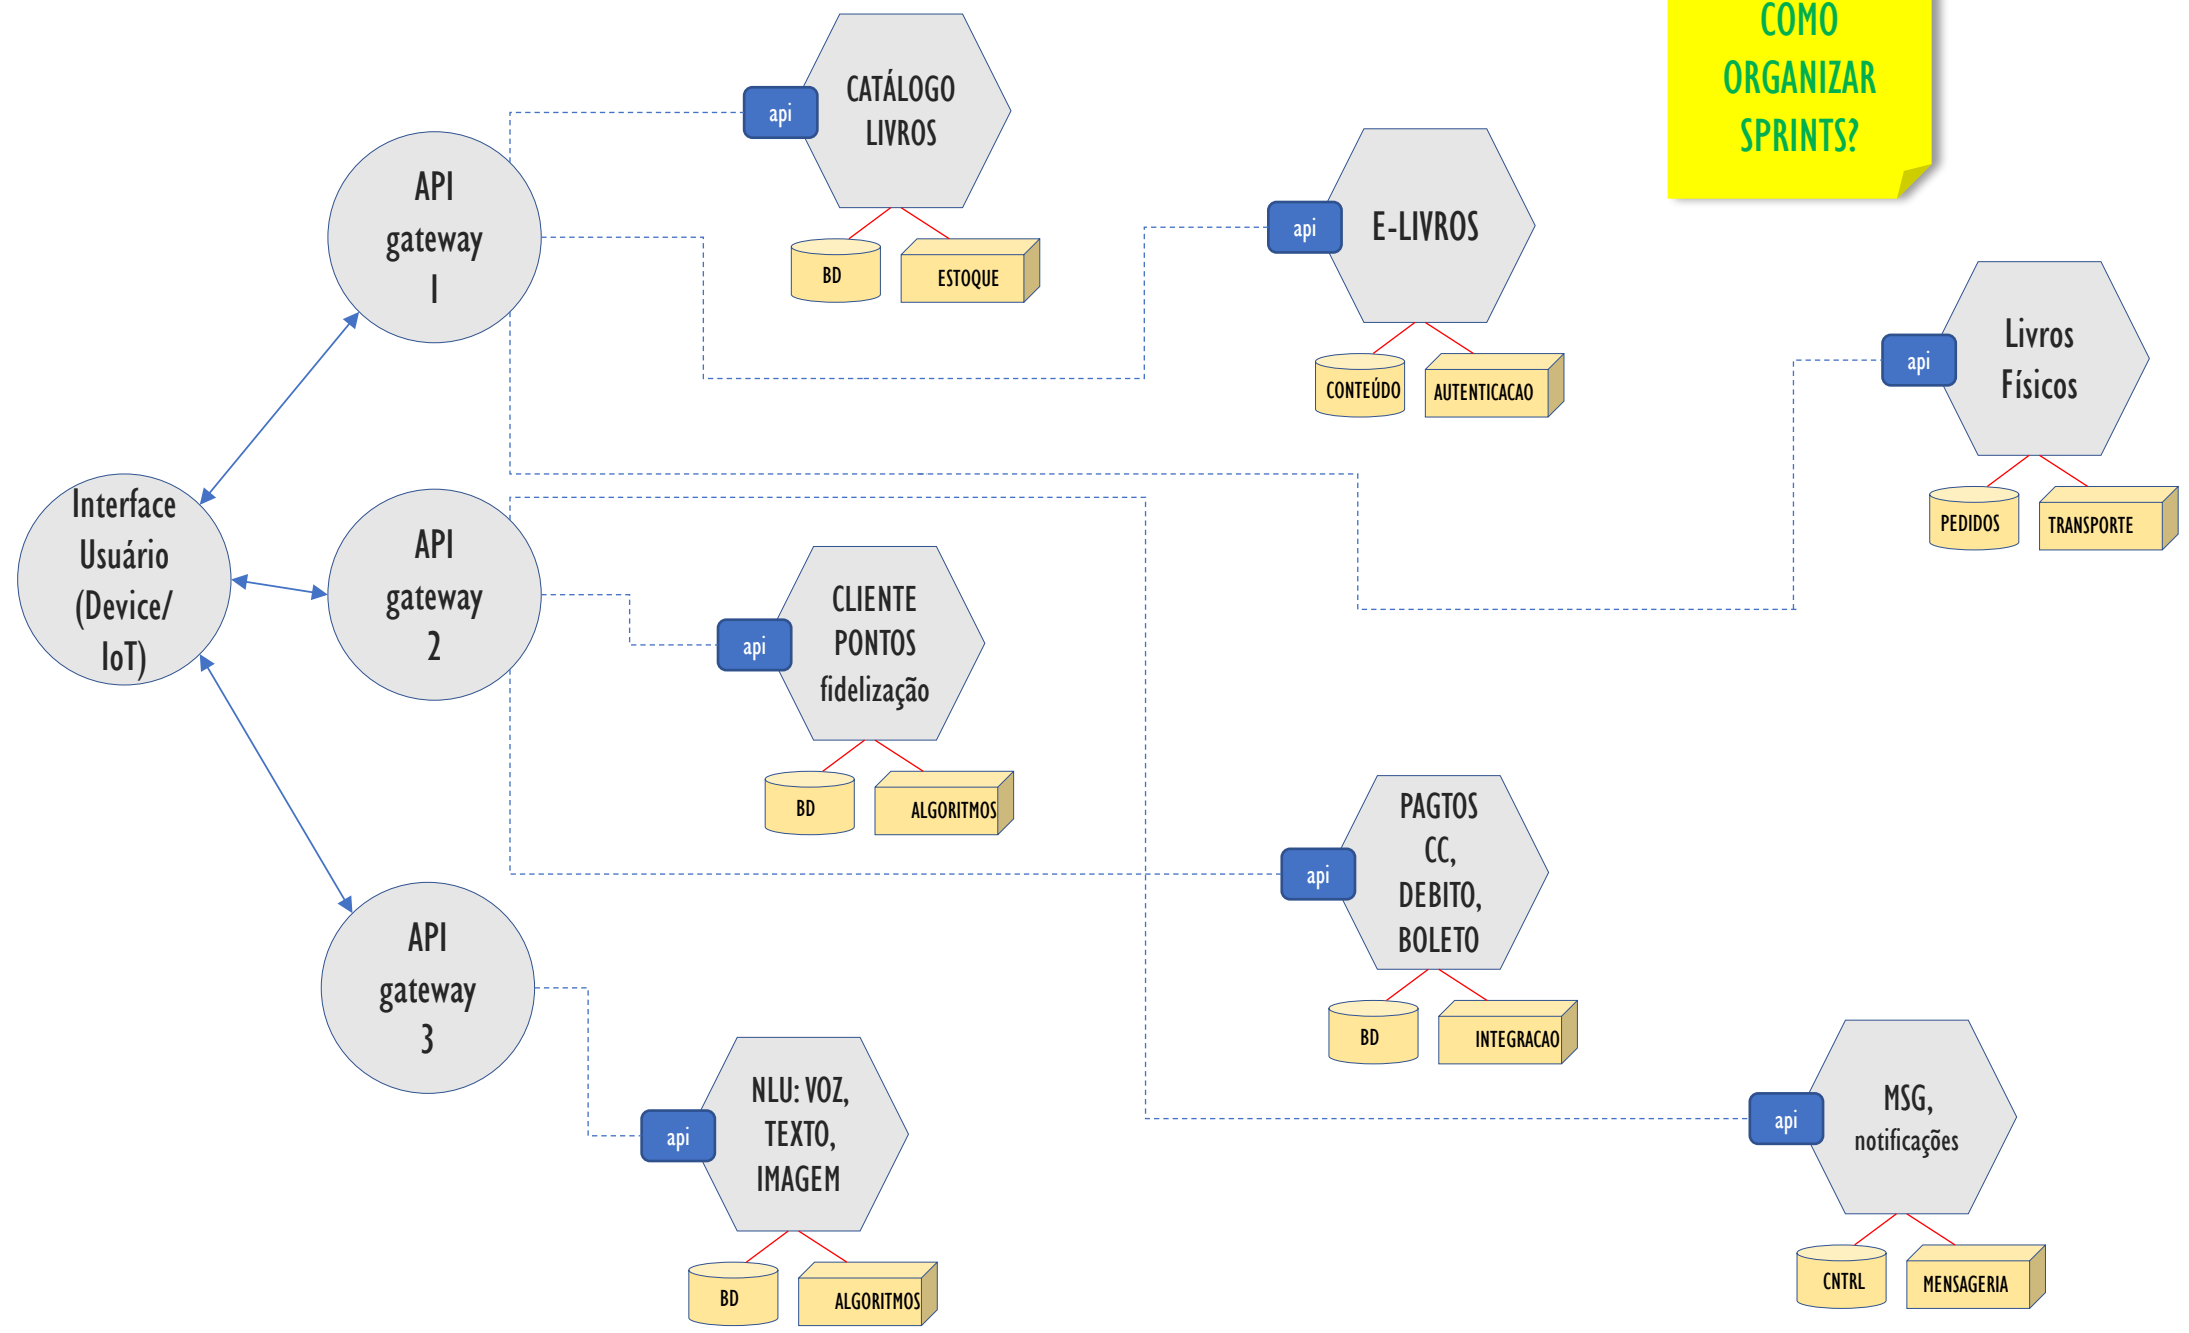 COMO
ORGANIZAR
SPRINTS?
CATÁLOGO
LIVROS
api
BD
ESTOQUE
API
gateway
1
E-LIVROS
api
CONTEÚDO
AUTENTICACAO
Livros
Físicos
api
PEDIDOS
TRANSPORTE
Interface
Usuário
(Device/
IoT)
API
gateway
2
CLIENTE
PONTOS
fidelização
api
BD
ALGORITMOS
PAGTOS
CC,
DEBITO,
BOLETO
api
BD
INTEGRACAO
API
gateway
3
NLU: VOZ,
TEXTO,
IMAGEM
api
BD
ALGORITMOS
MSG,
notificações
api
CNTRL
MENSAGERIA